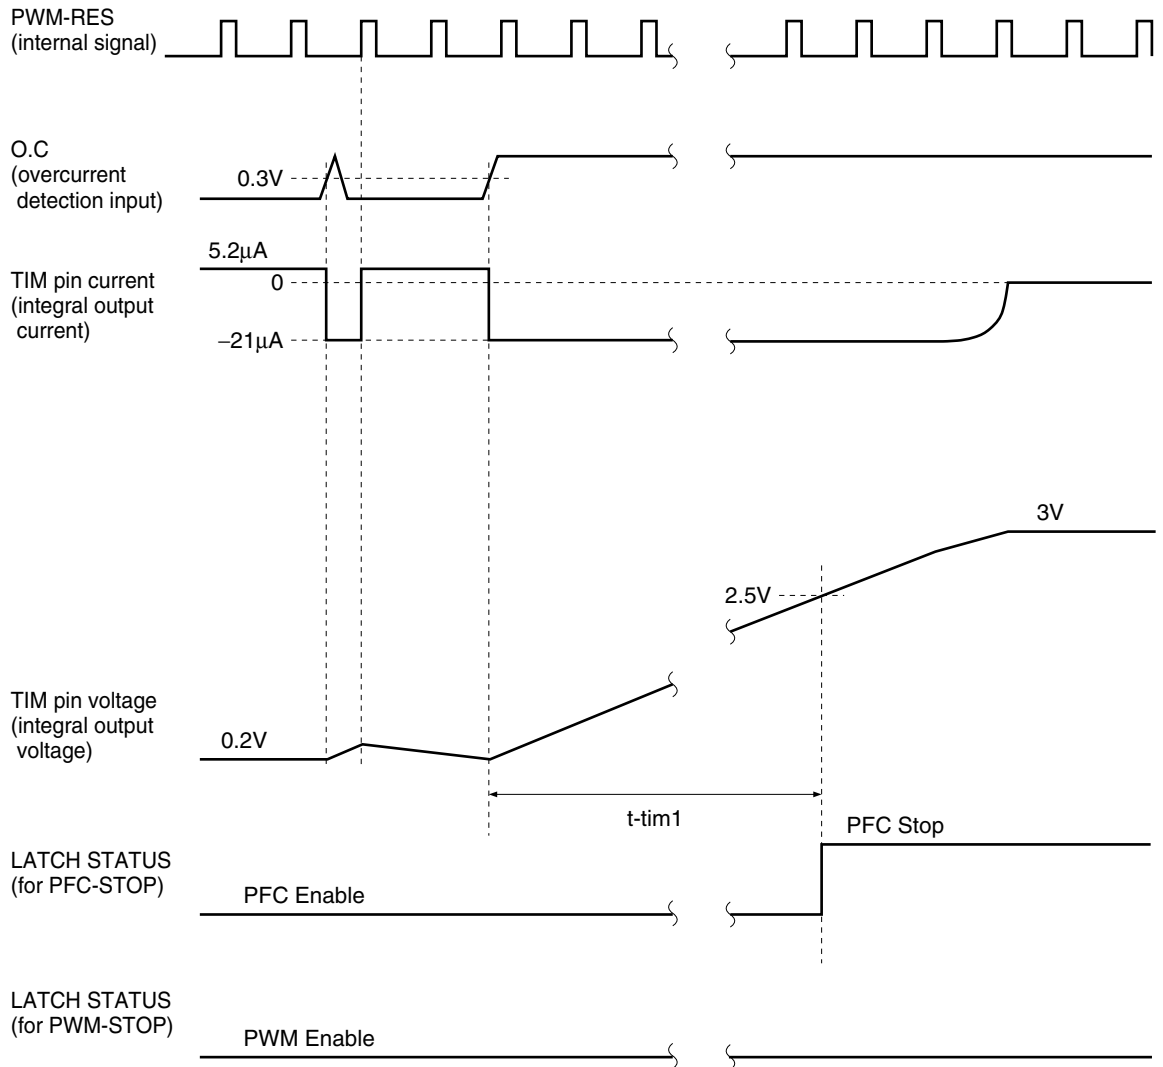 PWM-RES
(internal signal)
O.C
(overcurrent
detection input)
0.3V
5.2μA
TIM pin current
(integral output
current)
0
−21μA
3V
2.5V
TIM pin voltage
(integral output
voltage)
0.2V
t-tim1
PFC Stop
LATCH STATUS
(for PFC-STOP)
PFC Enable
LATCH STATUS
(for PWM-STOP)
PWM Enable